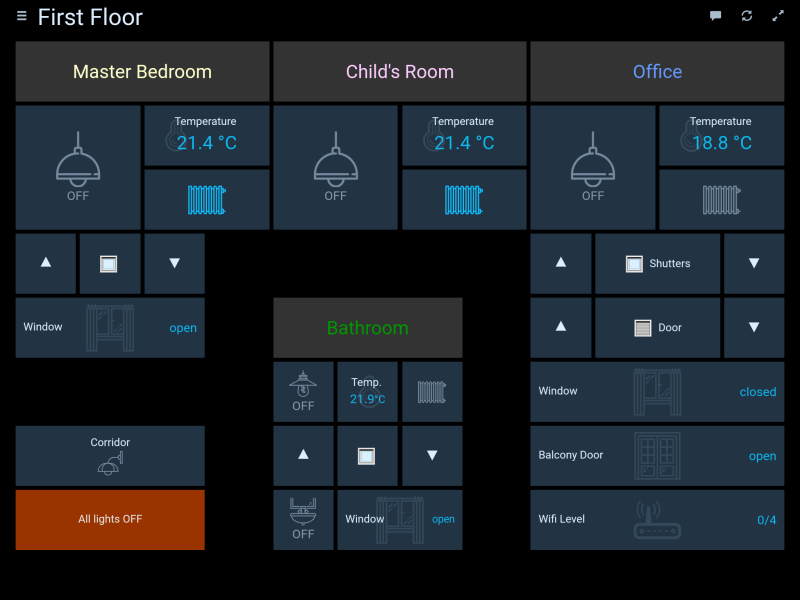 First Floor
Master Bedroom
Child's Room
Office
OFF
Temperature
21.4 °C
OFF
Temperature
21.4 °C
OFF
Temperature
18.8 °C
Shutters
Window
open
Bathroom
Door
OFF
Temp.
21.9°C
Window
closed
Corridor
Balcony Door
open
All lights OFF
OFF
Window
open
Wifi Level
0/4